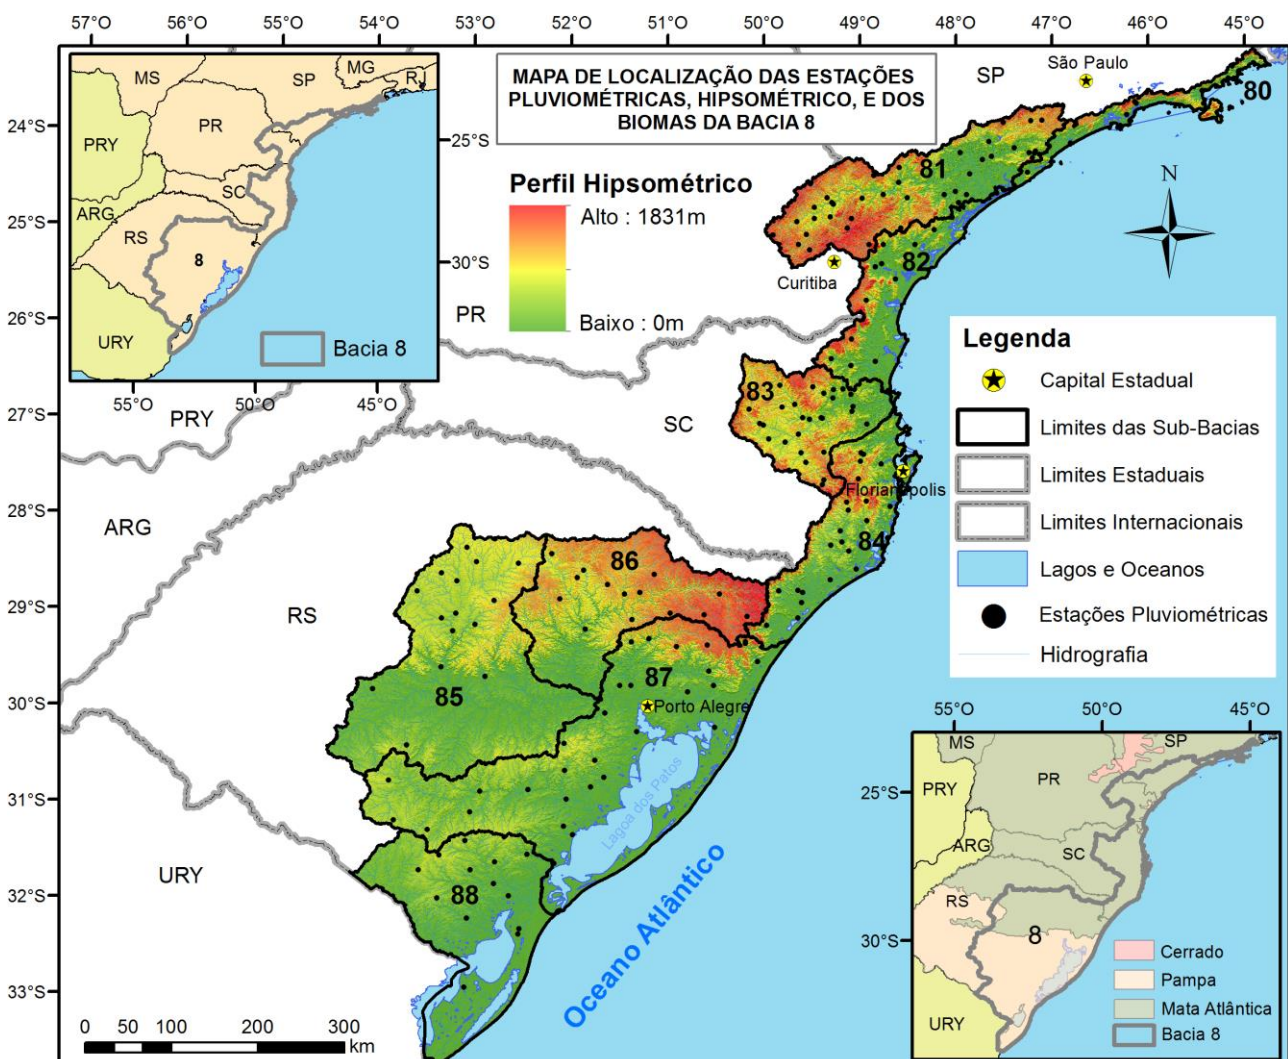 57°O 56°O 55°O 54°O 53°O 52°O 51°O 50°O 49°O 48°O 47°O 46°O 45°O
24°S
25°S
26°S
27°S
28°S
29°S
30°S
31°S
32°S
33°S
MS
SP
MG
RJ
PR
PRY
SC
ARG
RS
8
URY
Bacia 8
25°S
30°S
55°O 50°O 45°O
MAPA DE LOCALIZAÇÃO DAS ESTAÇÕES
PLUVIOMÉTRICAS, HIPSOMÉTRICO, E DOS
BIOMAS DA BACIA 8
Perfil Hipsométrico
Alto : 1831m
Baixo : 0m
SP
São Paulo
80
81
82
Curitiba
N
PR
83
PRY
SC
Florianópolis
84
ARG
86
RS
87
85
Porto Alegre
Lagoa dos Patos
URY
88
Oceano Atlântico
0 50 100 200 300
km
Legenda
Capital Estadual
Limites das Sub-Bacias
Limites Estaduais
Limites Internacionais
Lagos e Oceanos
Estações Pluviométricas
Hidrografia
55°O 50°O 45°O
25°S
30°S
MS
SP
PRY
PR
ARG
SC
RS
8
URY
Cerrado
Pampa
Mata Atlântica
Bacia 8